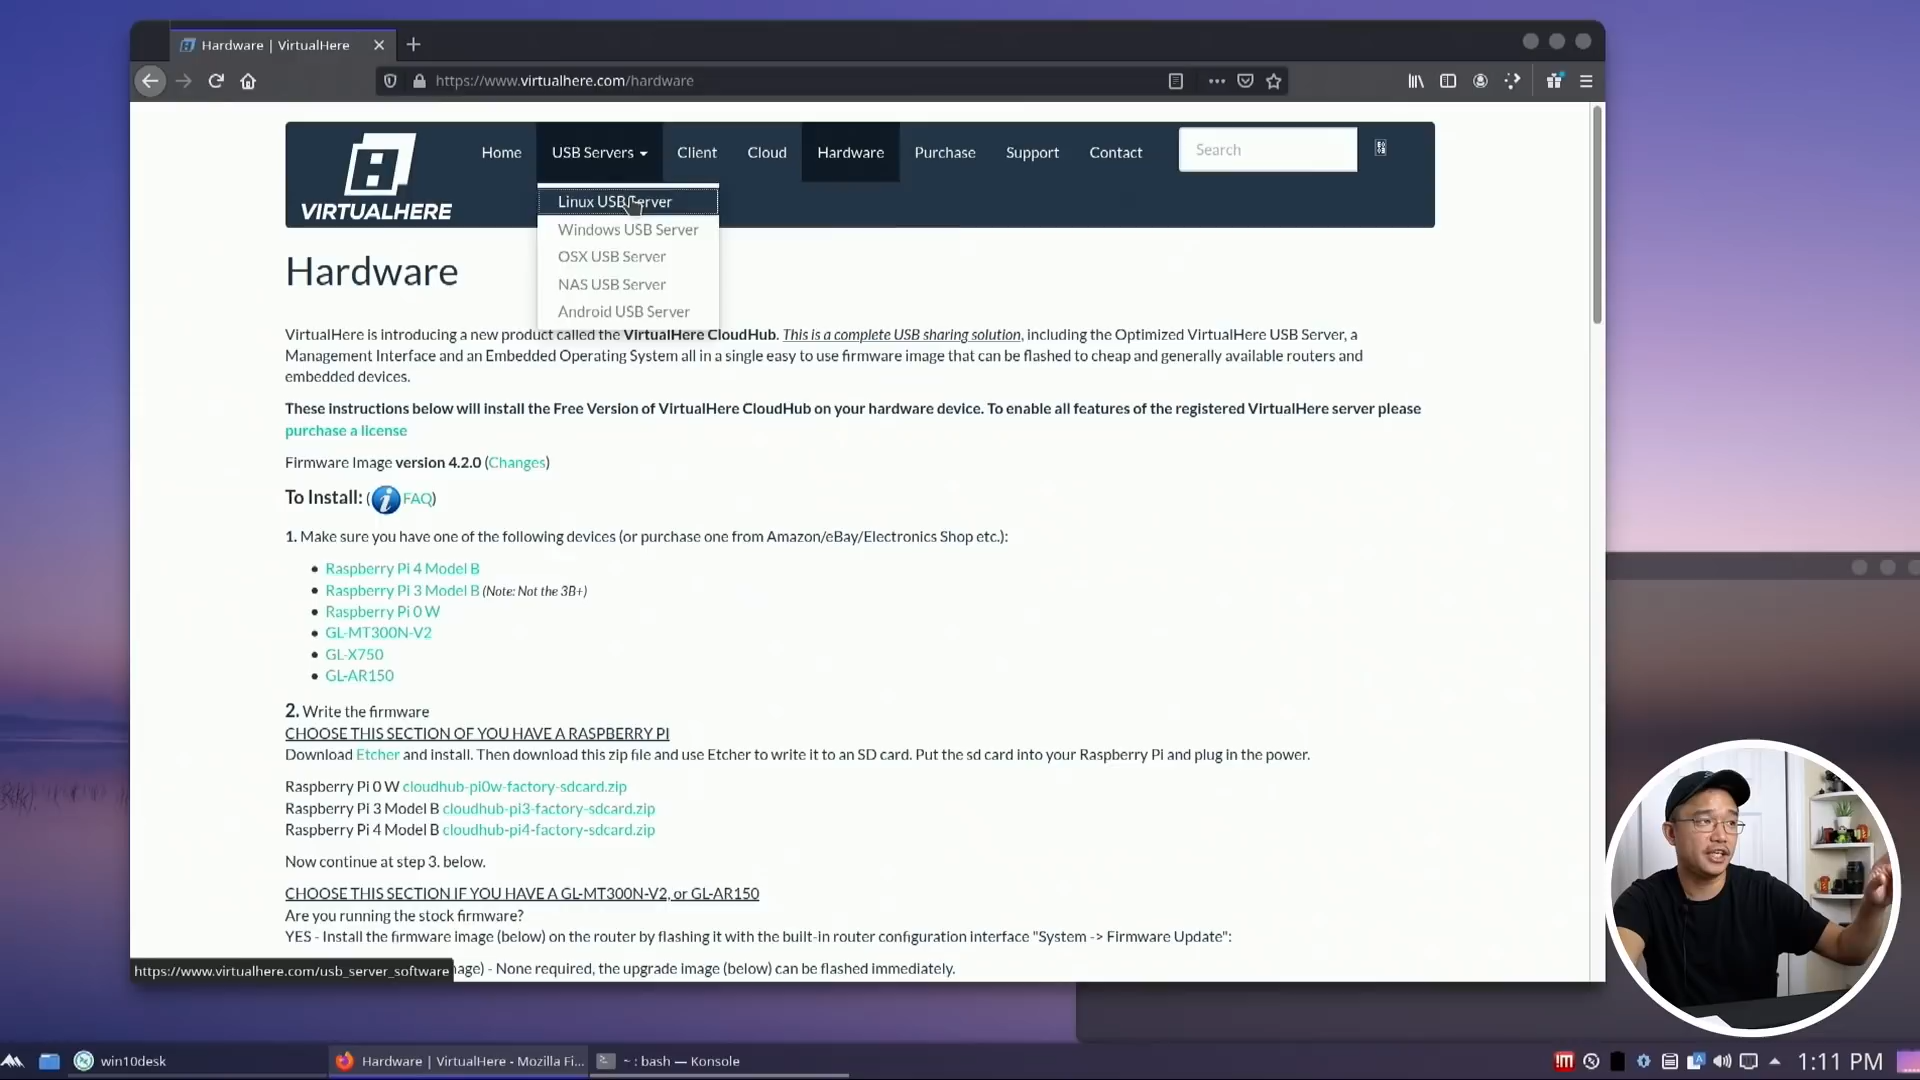 Hardware | VirtualHere
https://www.virtualhere.com/hardware
VIRTUALHERE
Home
USB Servers
Client
Cloud
Hardware
Purchase
Support
Contact
Search
Linux USB Server
Windows USB Server
OSX USB Server
NAS USB Server
Android USB Server
Hardware
VirtualHere is introducing a new product called the VirtualHere CloudHub. This is a complete USB sharing solution, including the Optimized VirtualHere USB Server, a
Management Interface and an Embedded Operating System all in a single easy to use firmware image that can be flashed to cheap and generally available routers and
embedded devices.
These instructions below will install the Free Version of VirtualHere CloudHub on your hardware device. To enable all features of the registered VirtualHere server please
purchase a license
Firmware Image version 4.2.0 (Changes)
To Install: (i FAQ)
1. Make sure you have one of the following devices (or purchase one from Amazon/eBay/Electronics Shop etc.):
• Raspberry Pi 4 Model B
• Raspberry Pi 3 Model B (Note: Not the 3B+)
• Raspberry Pi 0 W
• GL-MT300N-V2
• GL-X750
• GL-AR150
2. Write the firmware
CHOOSE THIS SECTION OF YOU HAVE A RASPBERRY PI
Download Etcher and install. Then download this zip file and use Etcher to write it to an SD card. Put the sd card into your Raspberry Pi and plug in the power.
Raspberry Pi 0 W cloudhub-pi0w-factory-sdcard.zip
Raspberry Pi 3 Model B cloudhub-pi3-factory-sdcard.zip
Raspberry Pi 4 Model B cloudhub-pi4-factory-sdcard.zip
Now continue at step 3. below.
CHOOSE THIS SECTION IF YOU HAVE A GL-MT300N-V2, or GL-AR150
Are you running the stock firmware?
YES - Install the firmware image (below) on the router by flashing it with the built-in router configuration interface "System -> Firmware Update":
https://www.virtualhere.com/usb_server_software
age) - None required, the upgrade image (below) can be flashed immediately.
win10desk
Hardware | VirtualHere - Mozilla Fi...
~ : bash — Konsole
1:11 PM